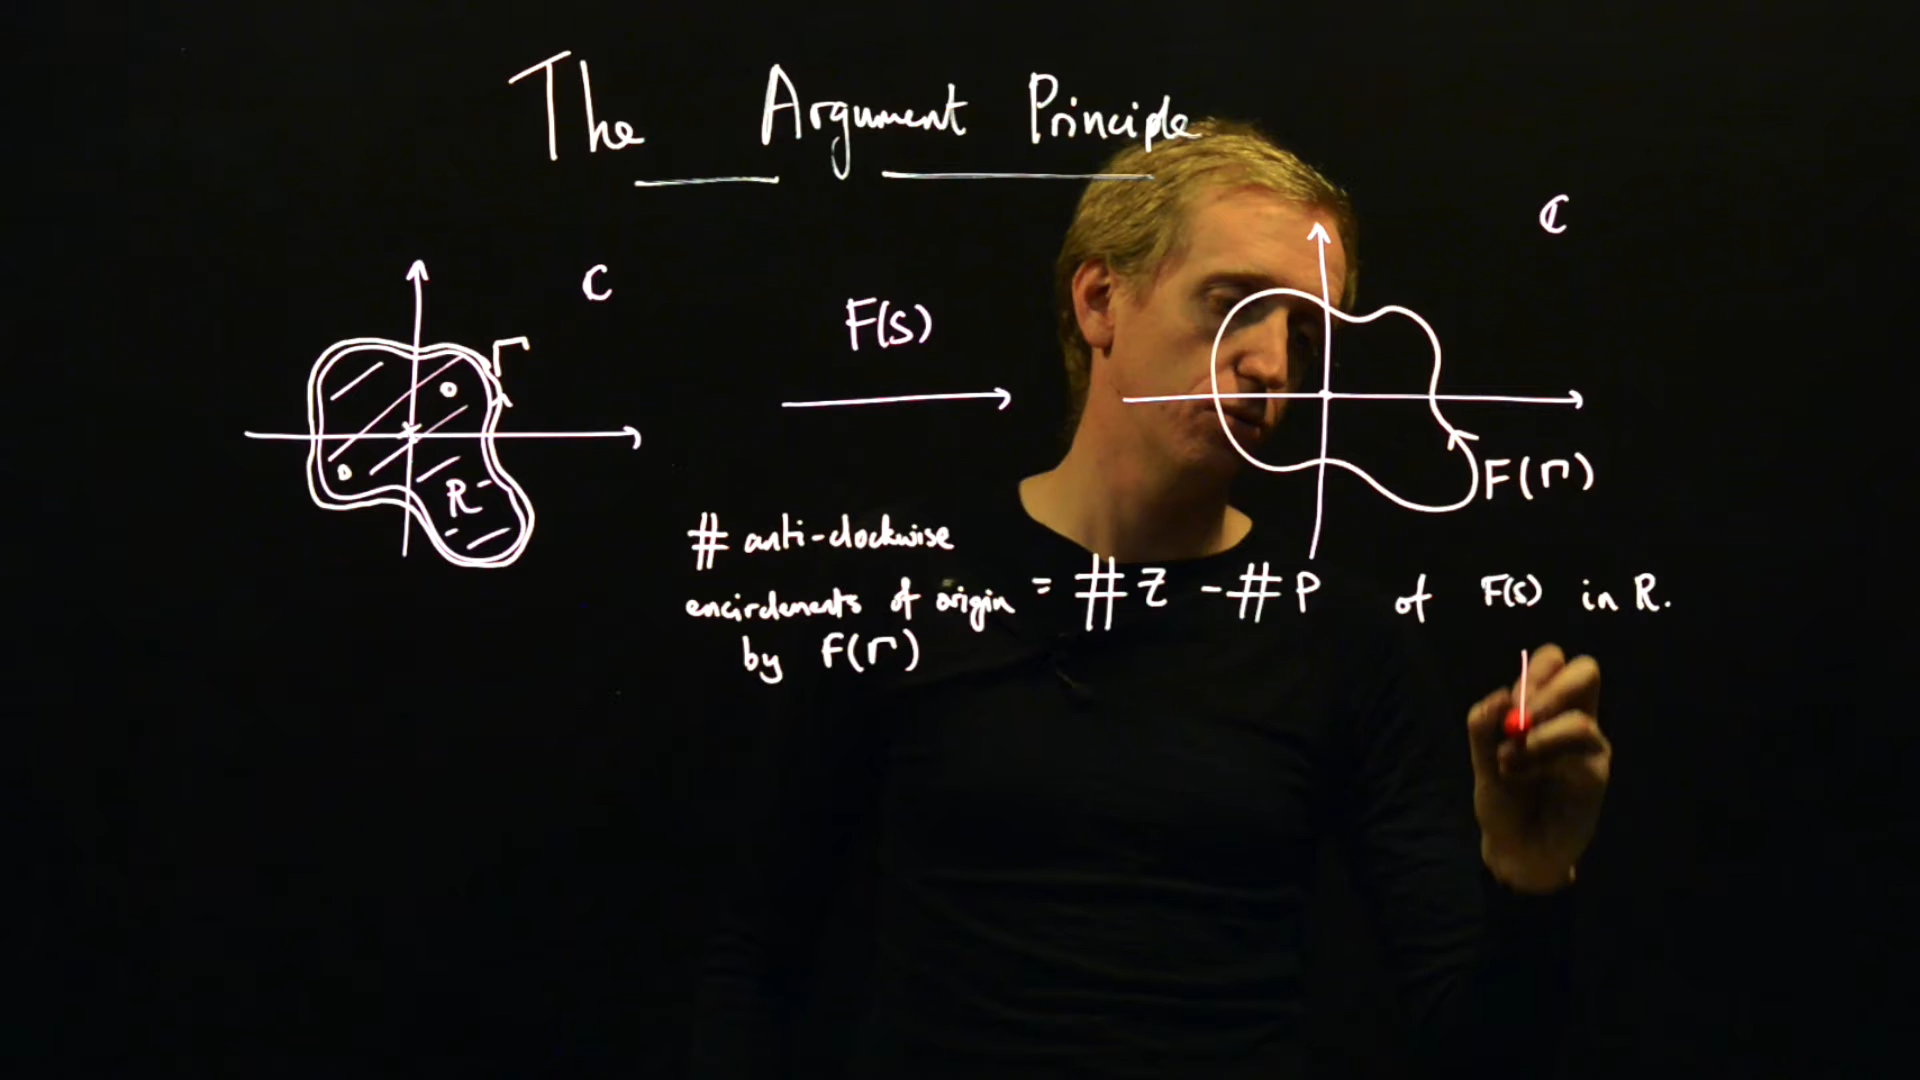 The Argument Principle
ℂ
ℂ
Γ
F(s)
R
F(Γ)
# anti-clockwise
encirclements of origin = # Z - # P of F(s) in R.
by F(Γ)